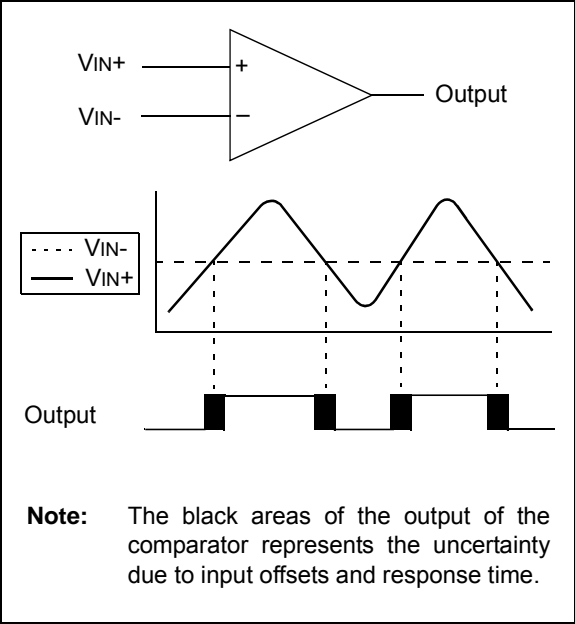 VIN+
+
Output
VIN-
−
VIN-
VIN+
Output
Note: The black areas of the output of the
comparator represents the uncertainty
due to input offsets and response time.